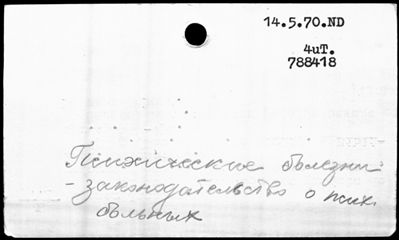 14.5.70.ND
4uT.
788418
Психические болезни:
- законодательство о псих.
больных